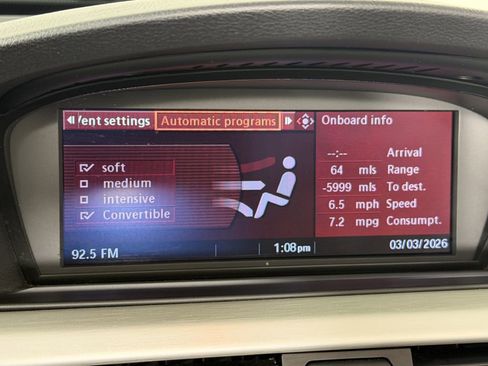 Vent settings Automatic programs Onboard info
soft
medium
intensive
Convertible
--:-- Arrival
64 mls Range
-5999 mls To dest.
6.5 mph Speed
7.2 mpg Consumpt.
92.5 FM 1:08pm 03/03/2026